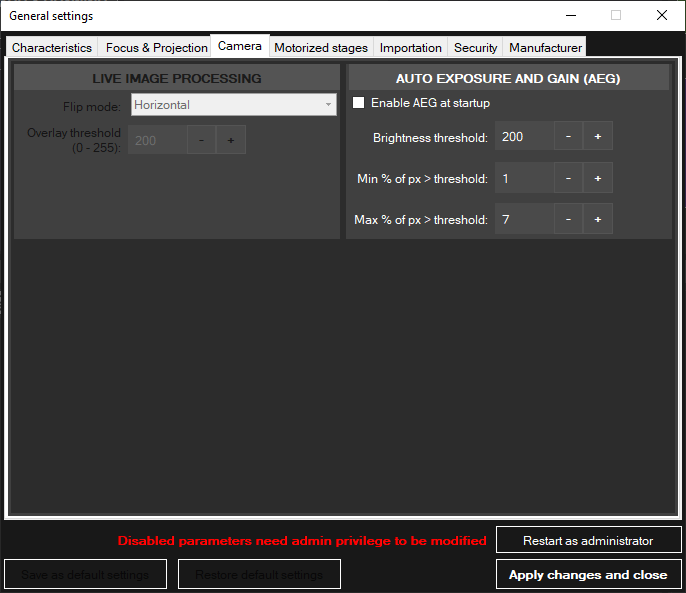 General settings
Characteristics
Focus & Projection
Camera
Motorized stages
Importation
Security
Manufacturer
LIVE IMAGE PROCESSING
Flip mode:
Horizontal
Overlay threshold
(0 - 255):
200
-
+
AUTO EXPOSURE AND GAIN (AEG)
Enable AEG at startup
Brightness threshold:
200
-
+
Min % of px > threshold:
1
-
+
Max % of px > threshold:
7
-
+
Disabled parameters need admin privilege to be modified
Restart as administrator
Save as default settings
Restore default settings
Apply changes and close